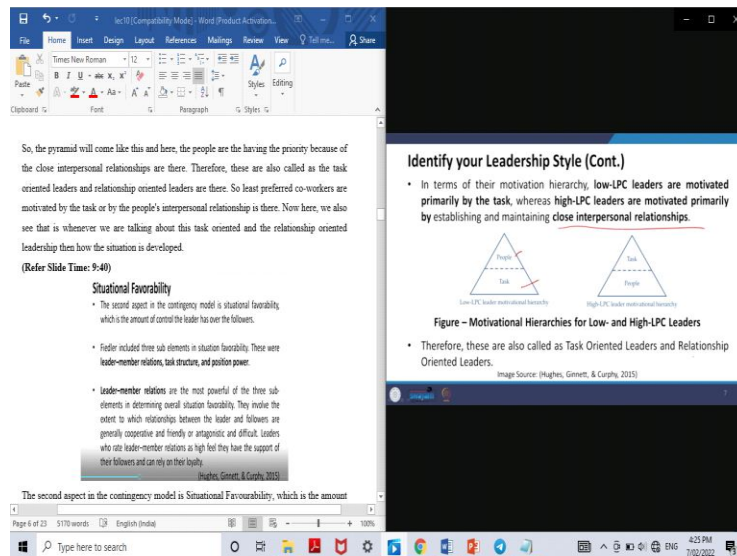 lec10 [Compatibility Mode] - Word (Product Activation...
File Home Insert Design Layout References Mailings Review View Tell me... Share
Times New Roman 12
B I U abc x, x²
Paste
Aa
Styles Editing
Clipboard Font Paragraph Styles
So, the pyramid will come like this and here, the people are the having the priority because of
the close interpersonal relationships are there. Therefore, these are also called as the task
oriented leaders and relationship oriented leaders are there. So least preferred co-workers are
motivated by the task or by the people's interpersonal relationship is there. Now here, we also
see that is whenever we are talking about this task oriented and the relationship oriented
leadership then how the situation is developed.
(Refer Slide Time: 9:40)
Situational Favorability
• The second aspect in the contingency model is situational favorability,
which is the amount of control the leader has over the followers.
• Fiedler included three sub elements in situation favorability. These were
leader-member relations, task structure, and position power.
• Leader-member relations are the most powerful of the three sub-
elements in determining overall situation favorability. They involve the
extent to which relationships between the leader and followers are
generally cooperative and friendly or antagonistic and difficult. Leaders
who rate leader-member relations as high feel they have the support of
their followers and can rely on their loyalty.
(Hughes, Ginnett, & Curphy, 2015)
The second aspect in the contingency model is Situational Favourability, which is the amount
Page 6 of 23 5170 words English (India) 100%
Identify your Leadership Style (Cont.)
• In terms of their motivation hierarchy, low-LPC leaders are motivated
primarily by the task, whereas high-LPC leaders are motivated primarily
by establishing and maintaining close interpersonal relationships.
People Task
Task People
Low-LPC leader motivational hierarchy High-LPC leader motivational hierarchy
Figure – Motivational Hierarchies for Low- and High-LPC Leaders
• Therefore, these are also called as Task Oriented Leaders and Relationship
Oriented Leaders.
Image Source: (Hughes, Ginnett, & Curphy, 2015)
7
Type here to search ENG 4:25 PM
7/02/2022